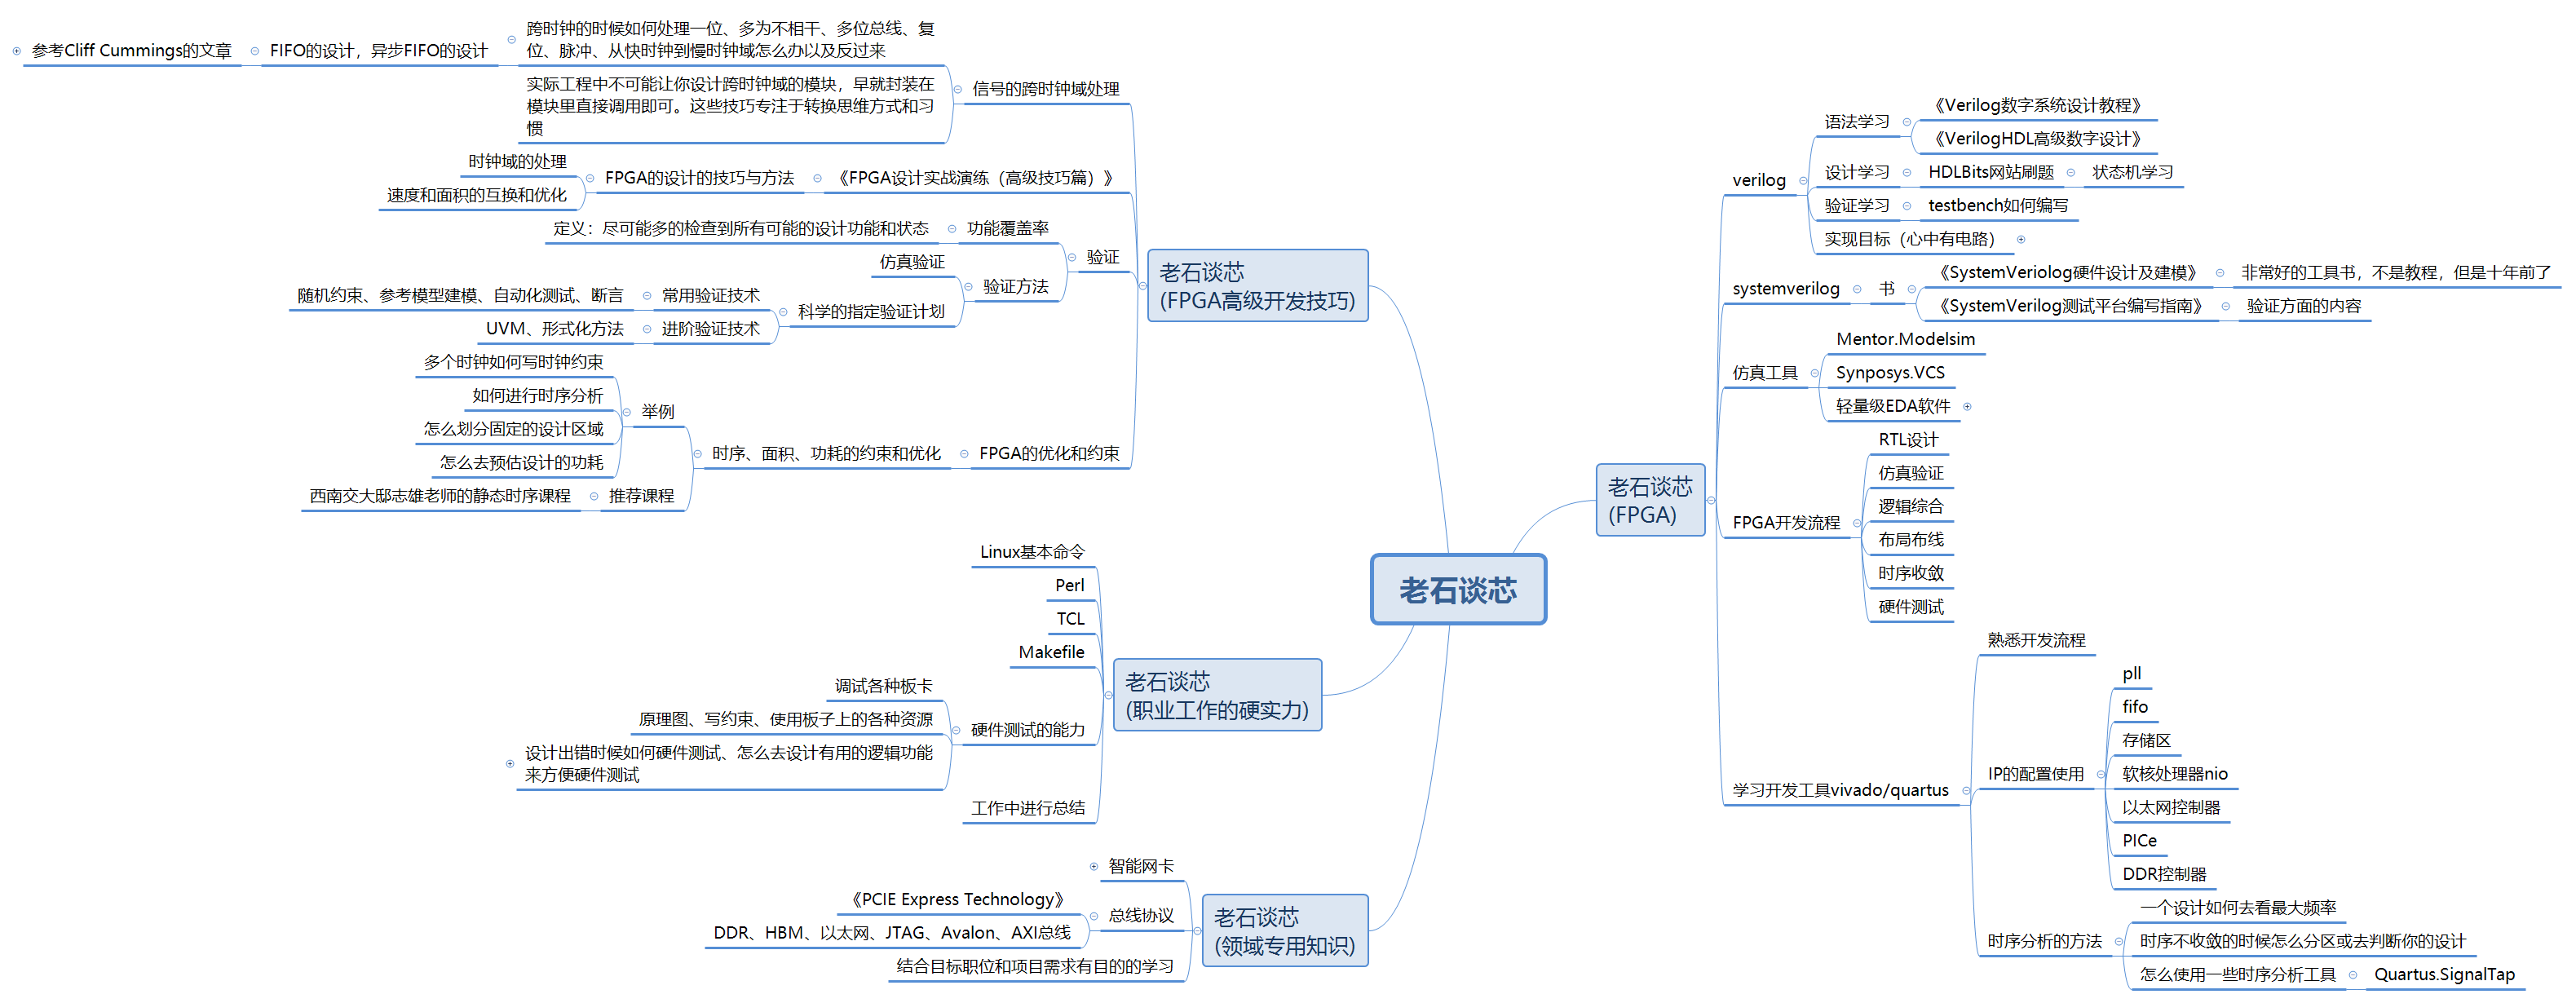 老石谈芯
老石谈芯
(FPGA)
verilog
语法学习
《Verilog数字系统设计教程》
《VerilogHDL高级数字设计》
设计学习
HDLBits网站刷题
状态机学习
验证学习
testbench如何编写
实现目标（心中有电路）
systemverilog
书
《SystemVeriolog硬件设计及建模》
非常好的工具书，不是教程，但是十年前了
《SystemVerilog测试平台编写指南》
验证方面的内容
仿真工具
Mentor.Modelsim
Synposys.VCS
轻量级EDA软件
FPGA开发流程
RTL设计
仿真验证
逻辑综合
布局布线
时序收敛
硬件测试
学习开发工具vivado/quartus
熟悉开发流程
IP的配置使用
pll
fifo
存储区
软核处理器nio
以太网控制器
PICe
DDR控制器
时序分析的方法
一个设计如何去看最大频率
时序不收敛的时候怎么分区或去判断你的设计
怎么使用一些时序分析工具
Quartus.SignalTap
老石谈芯
(FPGA高级开发技巧)
信号的跨时钟域处理
跨时钟的时候如何处理一位、多为不相干、多位总线、复
位、脉冲、从快时钟到慢时钟域怎么办以及反过来
FIFO的设计，异步FIFO的设计
参考Cliff Cummings的文章
实际工程中不可能让你设计跨时钟域的模块，早就封装在
模块里直接调用即可。这些技巧专注于转换思维方式和习
惯
《FPGA设计实战演练（高级技巧篇）》
FPGA的设计的技巧与方法
时钟域的处理
速度和面积的互换和优化
验证
功能覆盖率
定义：尽可能多的检查到所有可能的设计功能和状态
验证方法
仿真验证
科学的指定验证计划
常用验证技术
随机约束、参考模型建模、自动化测试、断言
进阶验证技术
UVM、形式化方法
FPGA的优化和约束
时序、面积、功耗的约束和优化
举例
多个时钟如何写时钟约束
如何进行时序分析
怎么划分固定的设计区域
怎么去预估设计的功耗
推荐课程
西南交大邸志雄老师的静态时序课程
老石谈芯
(职业工作的硬实力)
Linux基本命令
Perl
TCL
Makefile
硬件测试的能力
调试各种板卡
原理图、写约束、使用板子上的各种资源
设计出错时候如何硬件测试、怎么去设计有用的逻辑功能
来方便硬件测试
工作中进行总结
老石谈芯
(领域专用知识)
智能网卡
总线协议
《PCIE Express Technology》
DDR、HBM、以太网、JTAG、Avalon、AXI总线
结合目标职位和项目需求有目的的学习